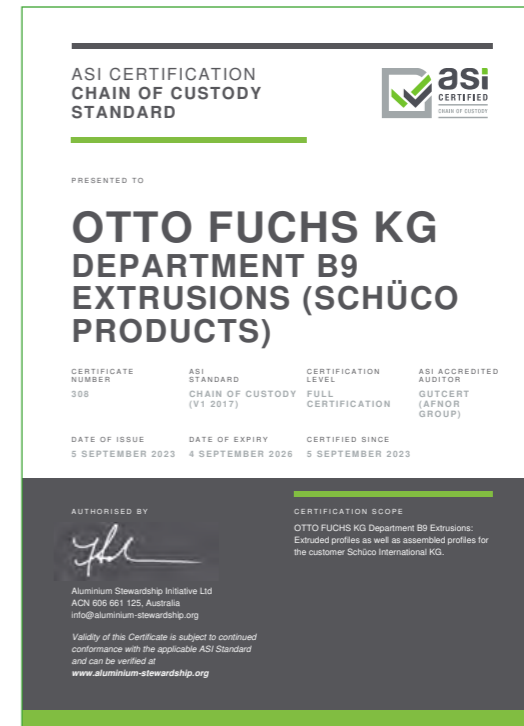 ASI CERTIFICATION
CHAIN OF CUSTODY
STANDARD
asi
CERTIFIED
CHAIN OF CUSTODY
PRESENTED TO
OTTO FUCHS KG
DEPARTMENT B9
EXTRUSIONS (SCHÜCO
PRODUCTS)
CERTIFICATE
NUMBER
308
ASI
STANDARD
CHAIN OF CUSTODY
(V1 2017)
CERTIFICATION
LEVEL
FULL
CERTIFICATION
ASI ACCREDITED
AUDITOR
GUTCERT
(AFNOR
GROUP)
DATE OF ISSUE
5 SEPTEMBER 2023
DATE OF EXPIRY
4 SEPTEMBER 2026
CERTIFIED SINCE
5 SEPTEMBER 2023
AUTHORISED BY
Aluminium Stewardship Initiative Ltd
ACN 606 661 125, Australia
info@aluminium-stewardship.org
Validity of this Certificate is subject to continued
conformance with the applicable ASI Standard
and can be verified at
www.aluminium-stewardship.org
CERTIFICATION SCOPE
OTTO FUCHS KG Department B9 Extrusions:
Extruded profiles as well as assembled profiles for
the customer Schüco International KG.